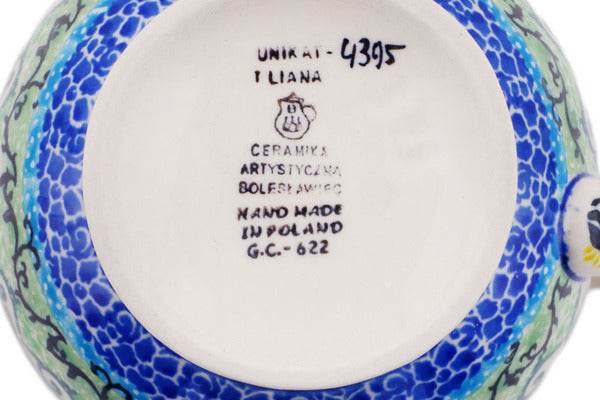 UNIKAT-4395
T LIANA
CERAMIKA
ARTYSTYCZNA
BOLESŁAWIEC
HAND MADE
IN POLAND
G.C.-622